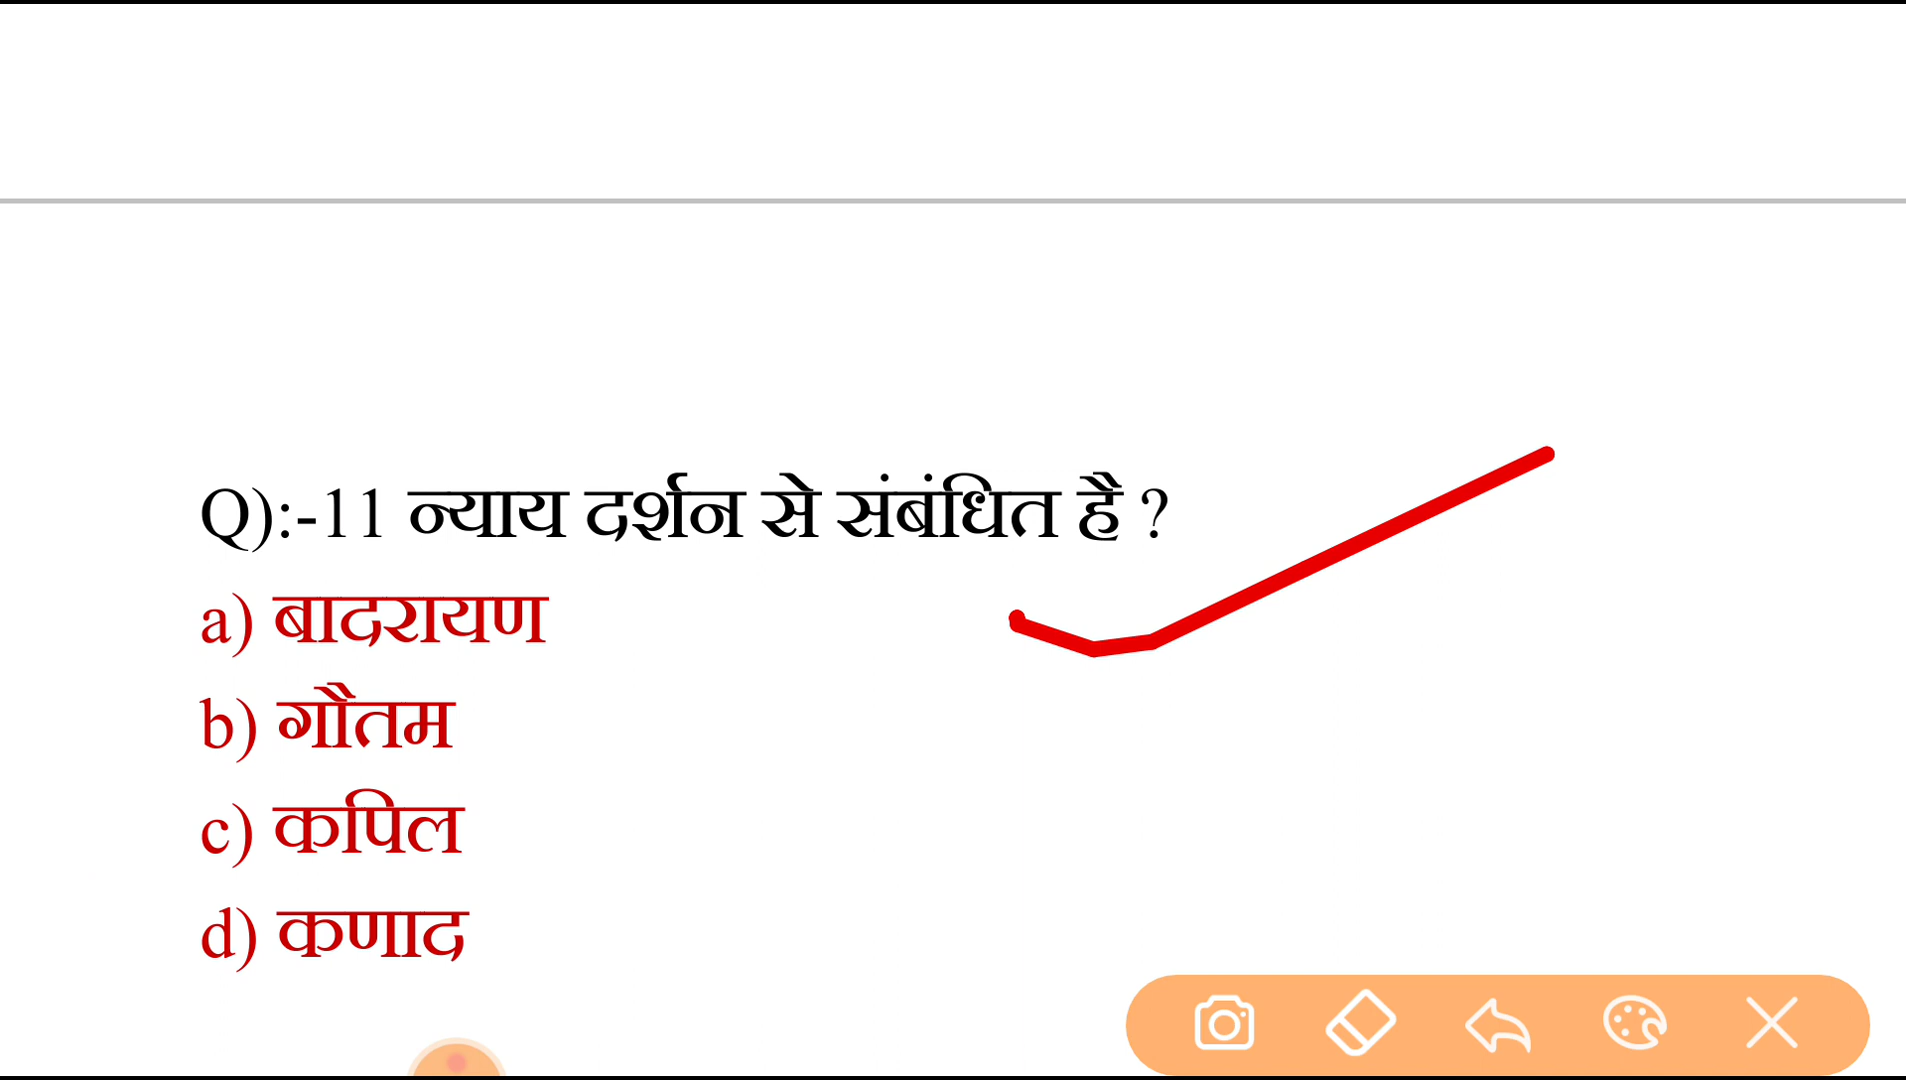 Q):-11 न्याय दर्शन से संबंधित है ?
a) बादरायण
b) गौतम
c) कपिल
d) कणाद